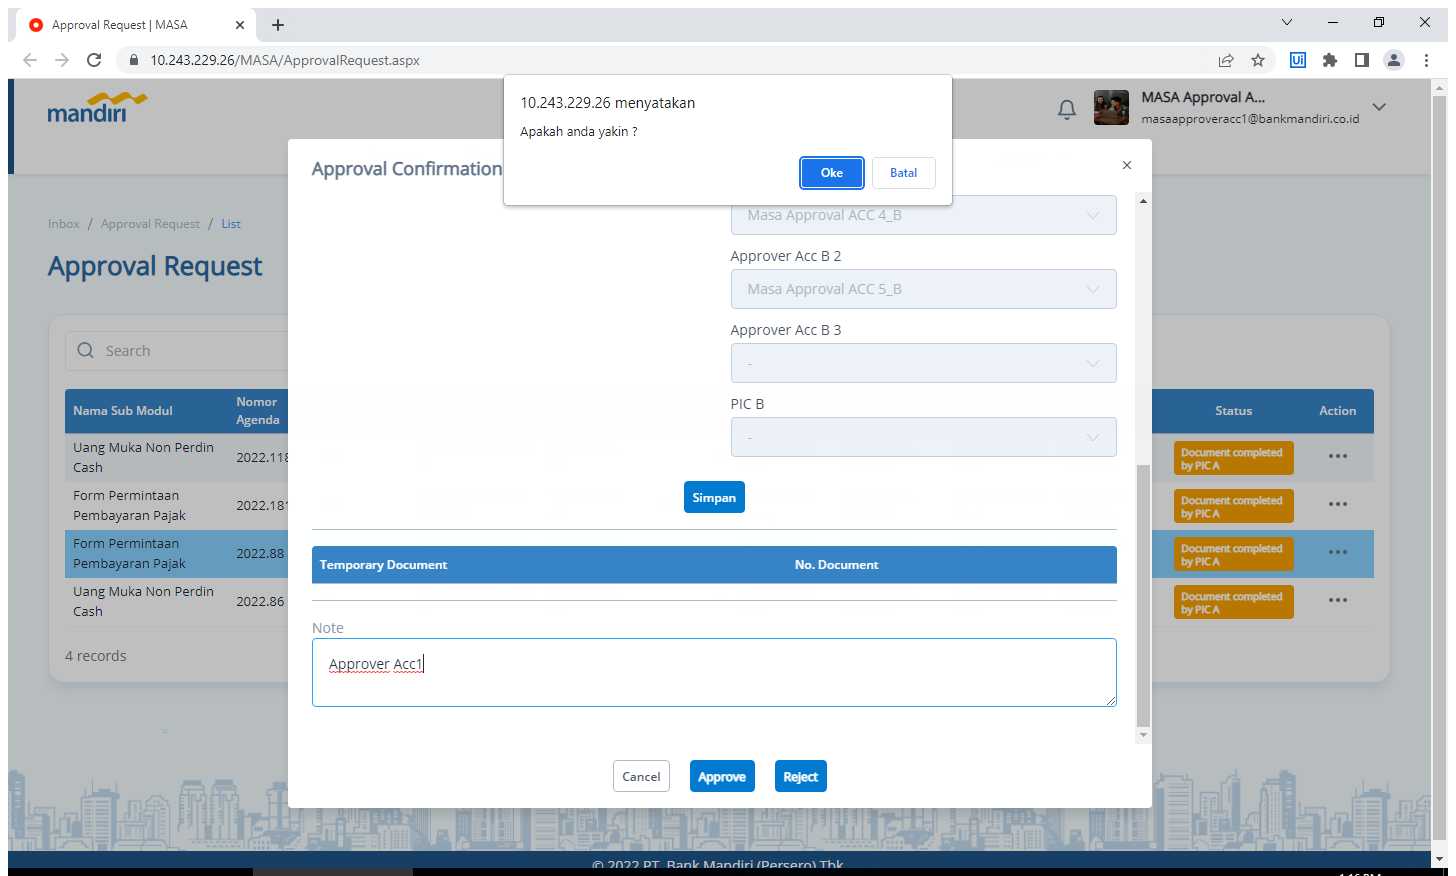 Approval Request | MASA
10.243.229.26/MASA/ApprovalRequest.aspx
Ui
10.243.229.26 menyatakan
Apakah anda yakin ?
Oke
Batal
mandiri
MASA Approval A...
masaapproveracc1@bankmandiri.co.id
Inbox / Approval Request / List
Approval Request
Search
Nama Sub Modul
Nomor
Agenda
Status
Action
Uang Muka Non Perdin
Cash
2022.118
Document completed
by PIC A
Form Permintaan
Pembayaran Pajak
2022.181
Document completed
by PIC A
Form Permintaan
Pembayaran Pajak
2022.88
Document completed
by PIC A
Uang Muka Non Perdin
Cash
2022.86
Document completed
by PIC A
4 records
Approval Confirmation
Masa Approval ACC 4_B
Approver Acc B 2
Masa Approval ACC 5_B
Approver Acc B 3
-
PIC B
-
Simpan
Temporary Document
No. Document
Note
Approver Acc1
Cancel
Approve
Reject
© 2022 PT. Bank Mandiri (Persero) Tbk
1:16 PM